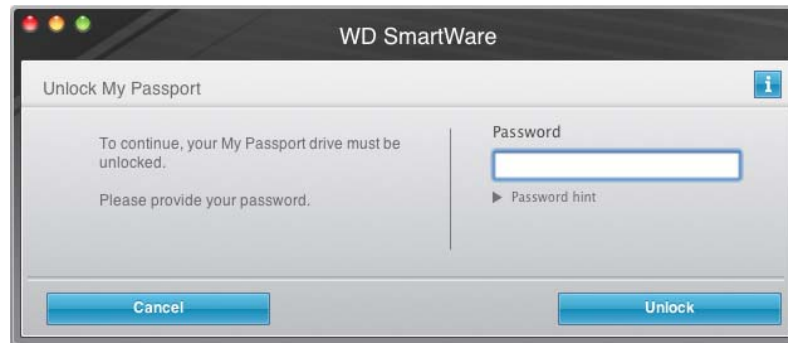 WD SmartWare
Unlock My Passport
i
To continue, your My Passport drive must be
unlocked.
Please provide your password.
Password
Password hint
Cancel
Unlock